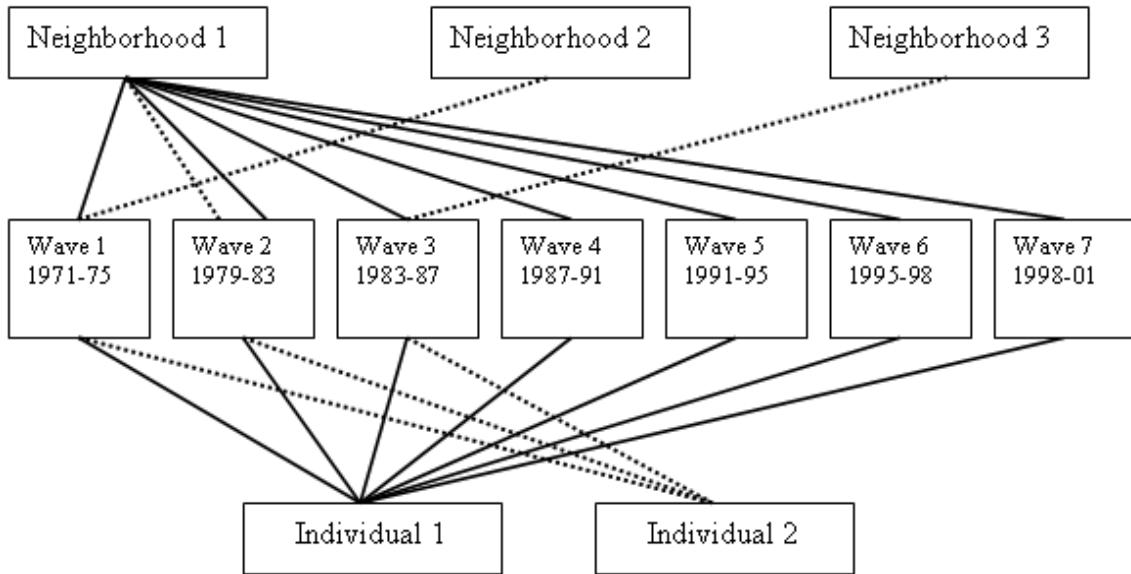 Neighborhood 1
Neighborhood 2
Neighborhood 3
Wave 1
1971-75
Wave 2
1979-83
Wave 3
1983-87
Wave 4
1987-91
Wave 5
1991-95
Wave 6
1995-98
Wave 7
1998-01
Individual 1
Individual 2